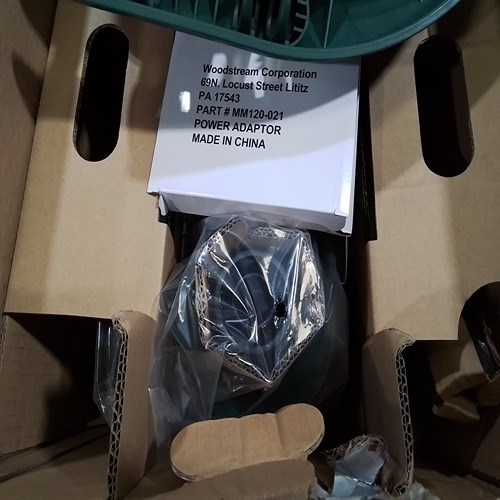 Woodstream Corporation
69N. Locust Street Lititz
PA 17543
PART # MM120-021
POWER ADAPTOR
MADE IN CHINA